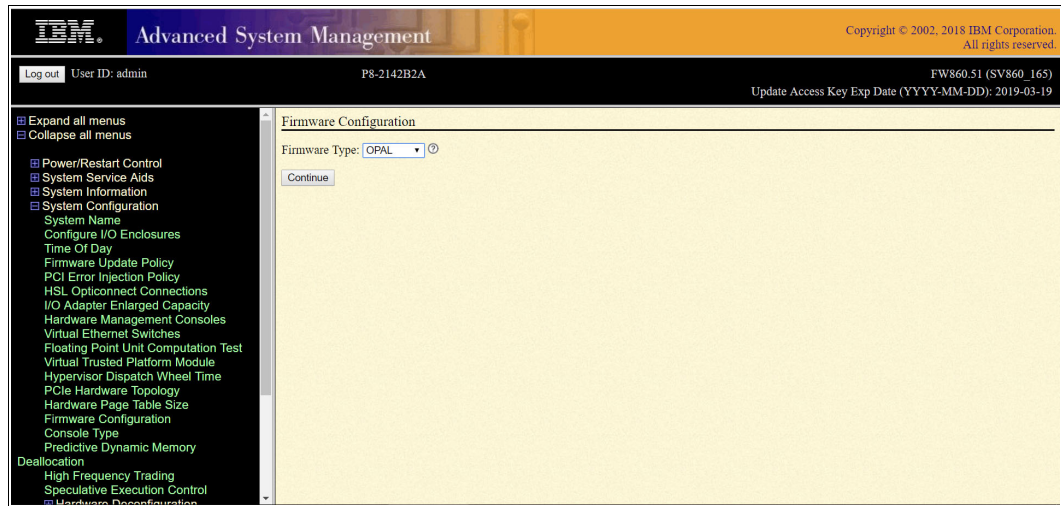 IBM®
Advanced System Management
Copyright © 2002, 2018 IBM Corporation.
All rights reserved.
Log out User ID: admin
P8-2142B2A
FW860.51 (SV860_165)
Update Access Key Exp Date (YYYY-MM-DD): 2019-03-19
Expand all menus
Collapse all menus
Power/Restart Control
System Service Aids
System Information
System Configuration
System Name
Configure I/O Enclosures
Time Of Day
Firmware Update Policy
PCI Error Injection Policy
HSL Opticonnect Connections
I/O Adapter Enlarged Capacity
Hardware Management Consoles
Virtual Ethernet Switches
Floating Point Unit Computation Test
Virtual Trusted Platform Module
Hypervisor Dispatch Wheel Time
PCIe Hardware Topology
Hardware Page Table Size
Firmware Configuration
Console Type
Predictive Dynamic Memory
Deallocation
High Frequency Trading
Speculative Execution Control
Hardware Deconfiguration
Firmware Configuration
Firmware Type: OPAL ?
Continue